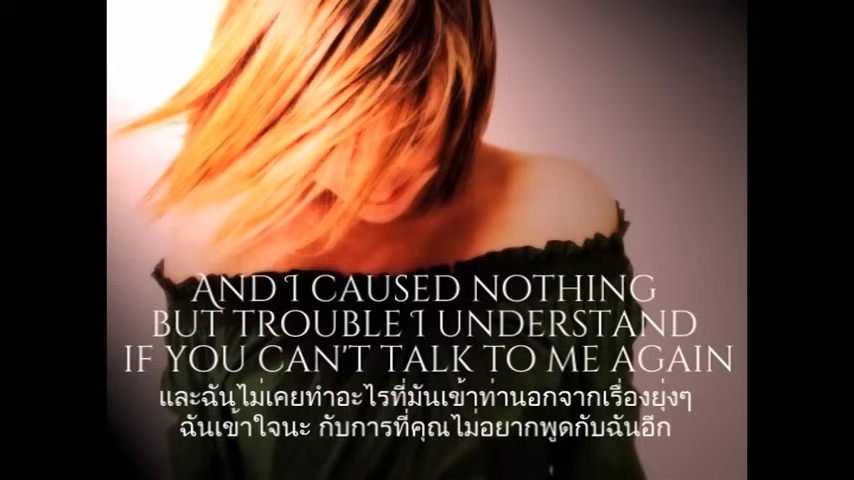 AND I CAUSED NOTHING
BUT TROUBLE I UNDERSTAND
IF YOU CAN'T TALK TO ME AGAIN
และฉันไม่เคยทำอะไรที่มันเข้าท่านอกจากเรื่องยุ่งๆ
ฉันเข้าใจนะ กับการที่คุณไม่อยากพูดกับฉันอีก